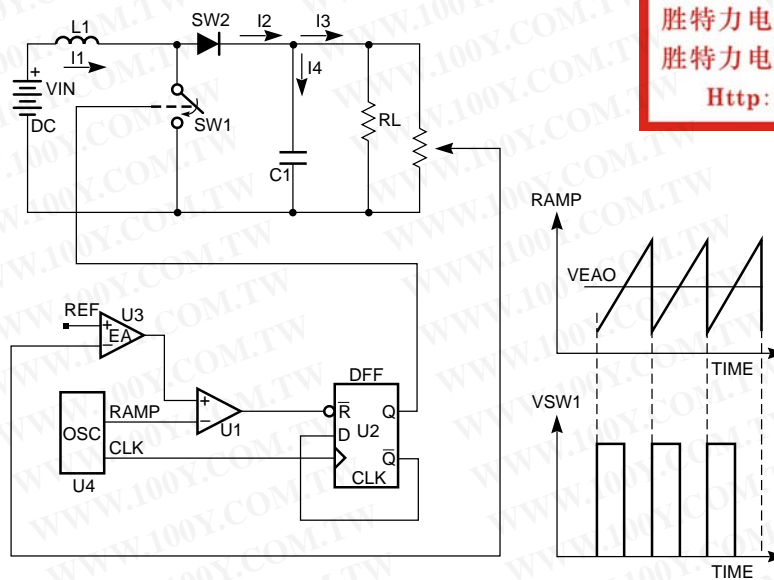 胜特力电
胜特力电
Http:
L1
SW2
I2
I3
I1
I4
VIN
SW1
RL
DC
C1
RAMP
VEAO
TIME
REF
U3
EA
DFF
RAMP
R
Q
OSC
U1
D
U2
CLK
Q
U4
CLK
VSW1
TIME
WWW.100Y.COM.TW